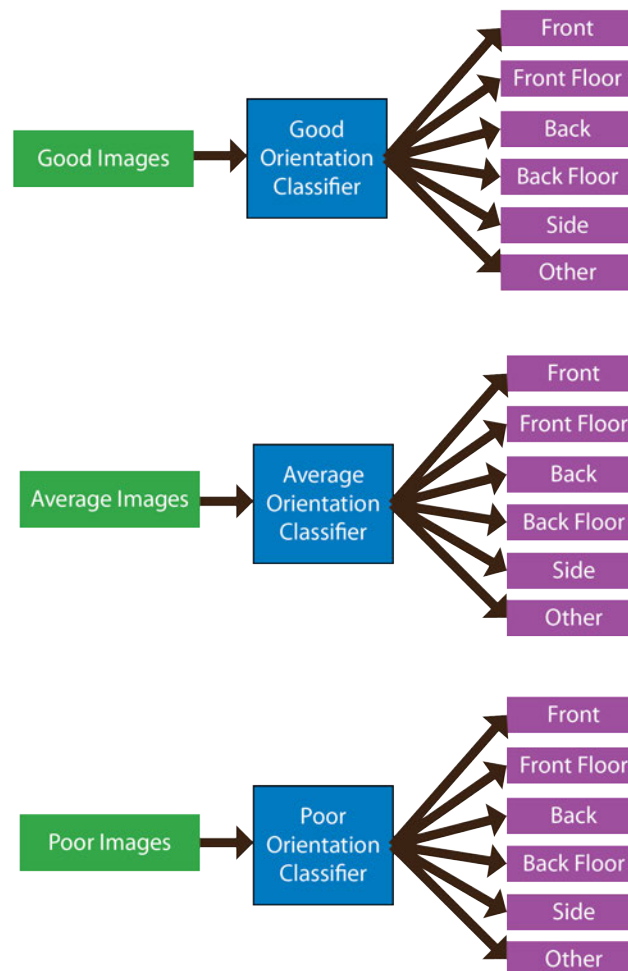 Front
Front Floor
Good Images
Good
Orientation
Classifier
Back
Back Floor
Side
Other
Front
Front Floor
Average Images
Average
Orientation
Classifier
Back
Back Floor
Side
Other
Front
Front Floor
Poor Images
Poor
Orientation
Classifier
Back
Back Floor
Side
Other